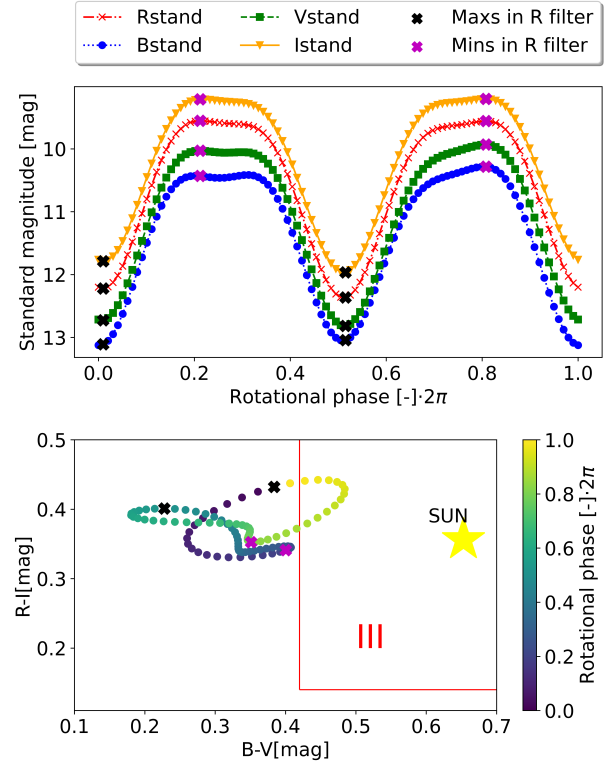 Rstand Vstand Maxs in R filter
Bstand Istand Mins in R filter
Standard magnitude [mag]
10
11
12
13
0.0 0.2 0.4 0.6 0.8 1.0
Rotational phase [-]·2π
R-I[mag]
0.5
0.4
0.3
0.2
SUN
III
0.1 0.2 0.3 0.4 0.5 0.6 0.7
B-V[mag]
1.0
0.8
0.6
0.4
0.2
0.0
Rotational phase [-]·2π